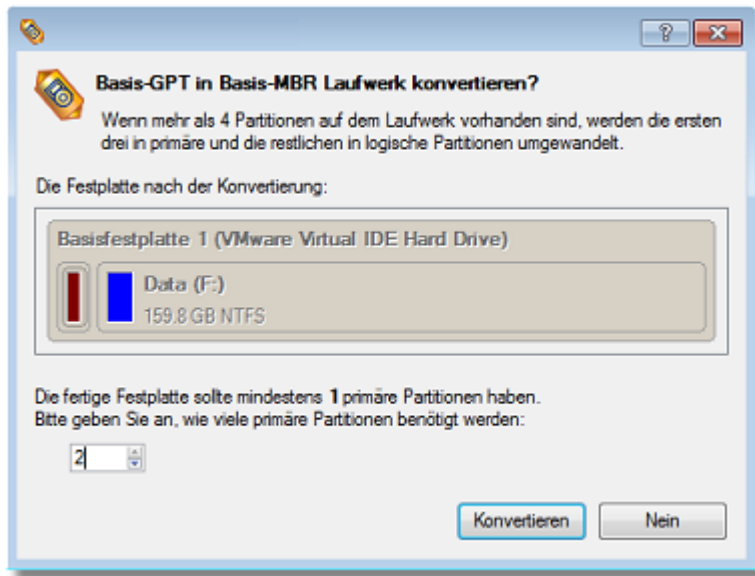 ?
Basis-GPT in Basis-MBR Laufwerk konvertieren?
Wenn mehr als 4 Partitionen auf dem Laufwerk vorhanden sind, werden die ersten
drei in primäre und die restlichen in logische Partitionen umgewandelt.
Die Festplatte nach der Konvertierung:
Basisfestplatte 1 (VMware Virtual IDE Hard Drive)
Data (F:)
159.8 GB NTFS
Die fertige Festplatte sollte mindestens 1 primäre Partitionen haben.
Bitte geben Sie an, wie viele primäre Partitionen benötigt werden:
2
Konvertieren Nein